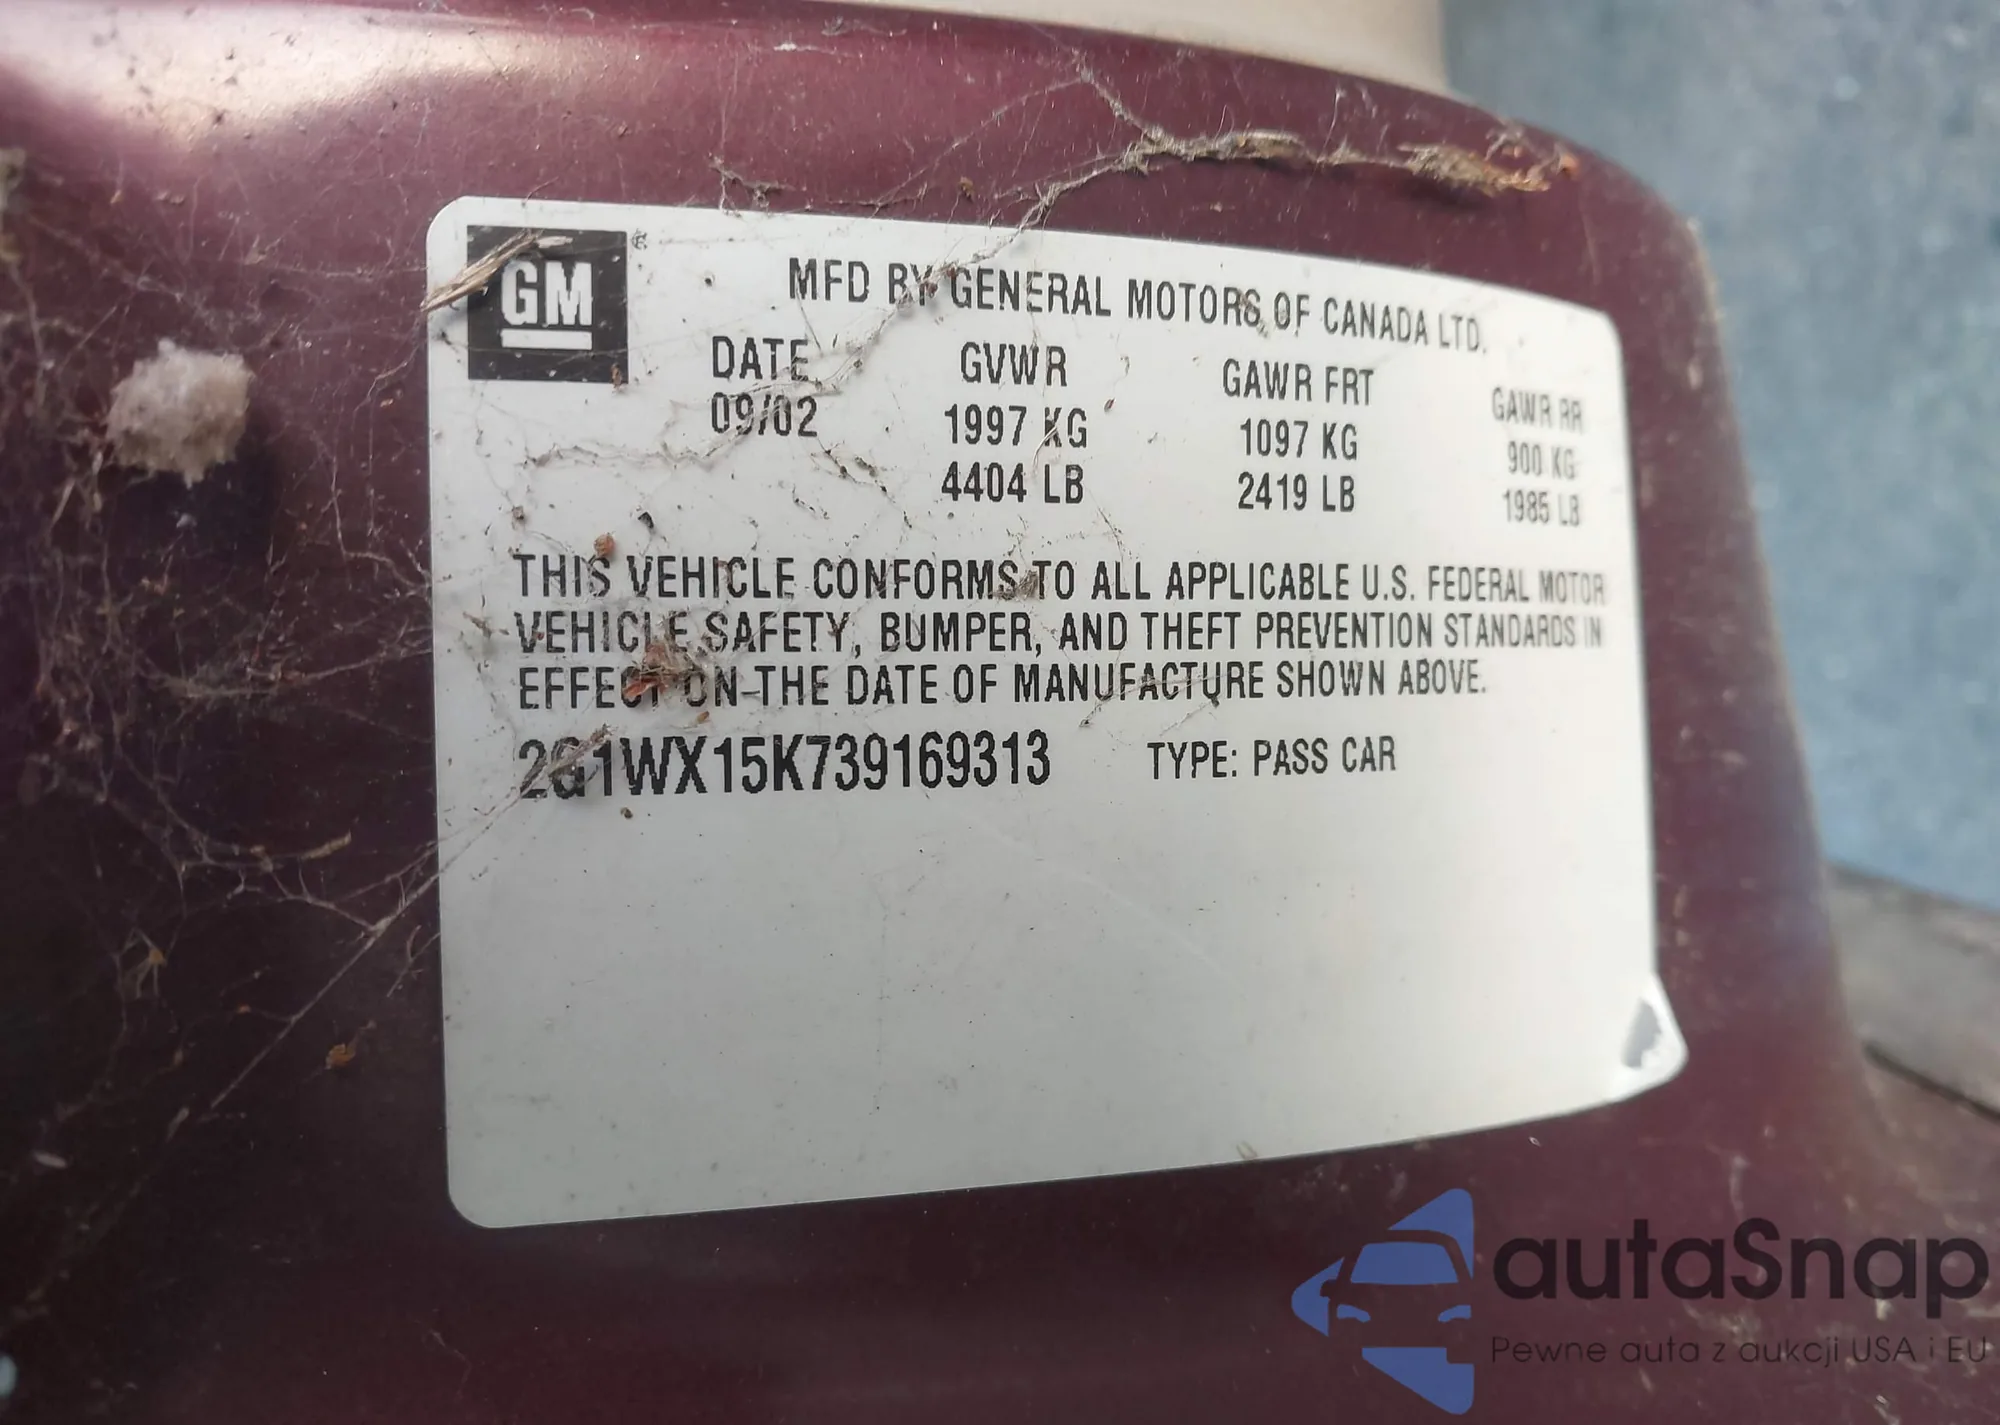 GM
MFD BY GENERAL MOTORS OF CANADA LTD.
DATE GVWR GAWR FRT GAWR RR
09/02 1997 KG 1097 KG 900 KG
4404 LB 2419 LB 1985 LB
THIS VEHICLE CONFORMS TO ALL APPLICABLE U.S. FEDERAL MOTOR
VEHICLE SAFETY, BUMPER, AND THEFT PREVENTION STANDARDS IN
EFFECT ON THE DATE OF MANUFACTURE SHOWN ABOVE.
2G1WX15K739169313 TYPE: PASS CAR
autaSnap
Pewne auta z aukcji USA i EU